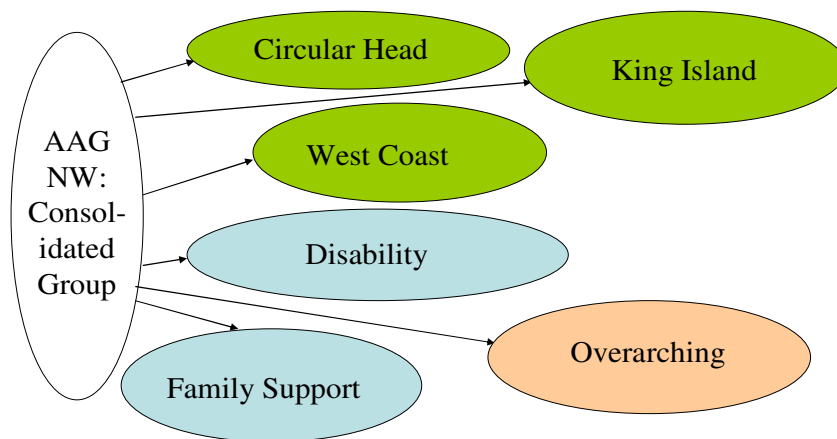 AAG
NW:
Consol-
idated
Group
Circular Head
King Island
West Coast
Disability
Overarching
Family Support